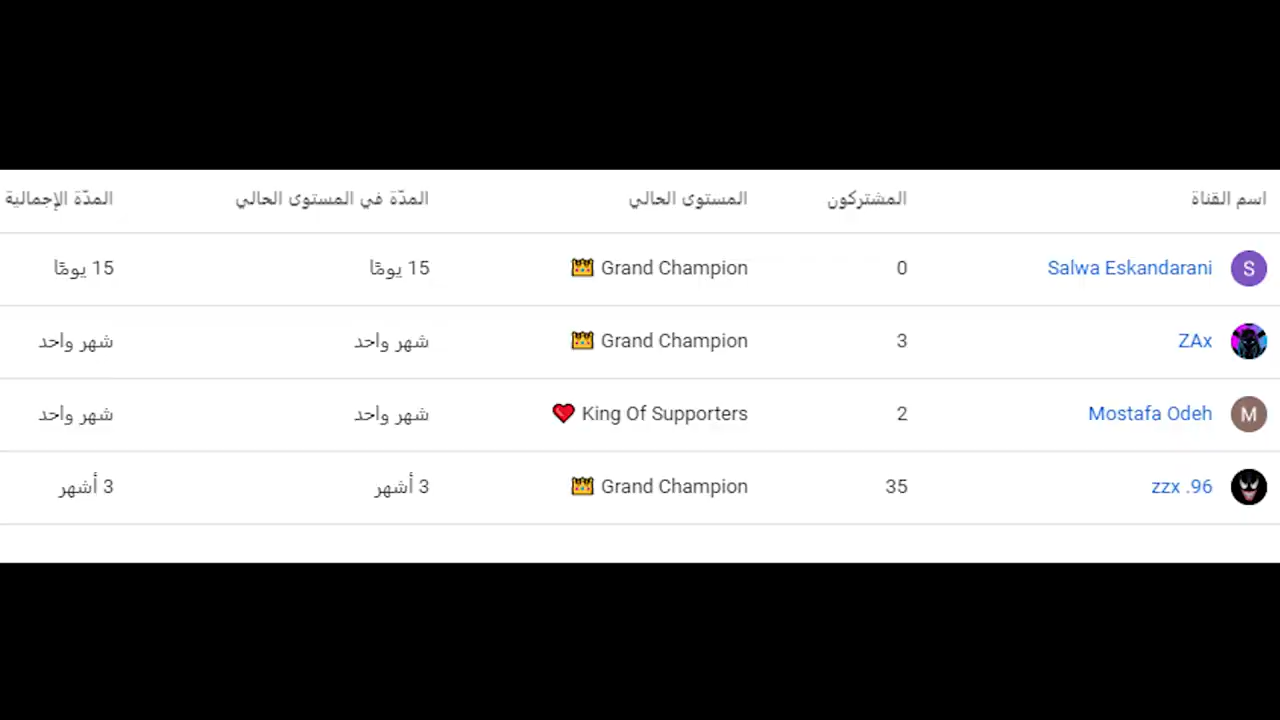 اسم القناة المشتركون المستوى الحالي المدّة في المستوى الحالي المدّة الإجمالية
S Salwa Eskandarani 0 Grand Champion 👑 15 يومًا 15 يومًا
ZAx 3 Grand Champion 👑 شهر واحد شهر واحد
M Mostafa Odeh 2 King Of Supporters ❤️ شهر واحد شهر واحد
zzx .96 35 Grand Champion 👑 3 أشهر 3 أشهر